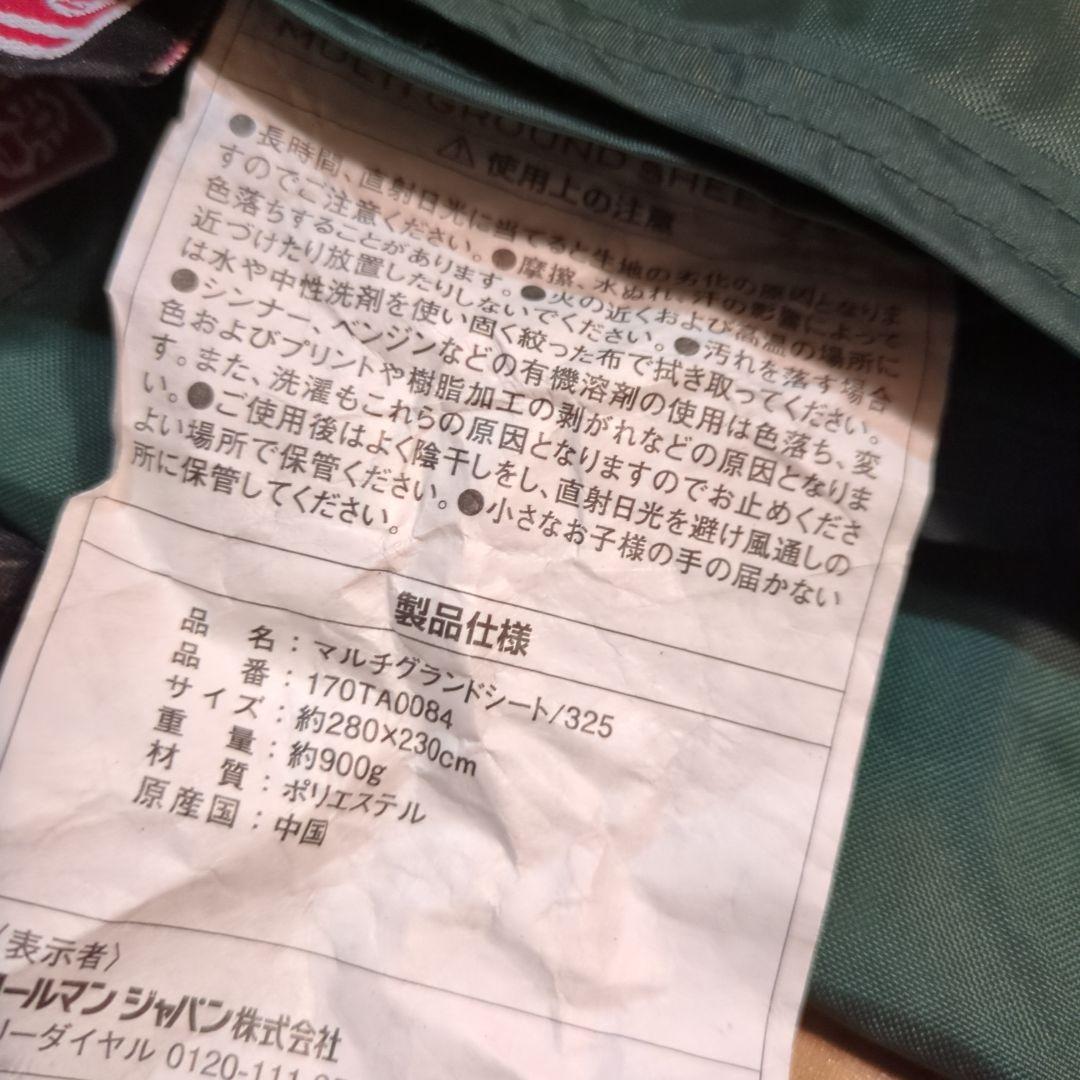 MULTI GROUND SHEE
⚠ 使用上の注意
●長時間、直射日光に当てると生地の劣化の原因となりま
すのでご注意ください。●摩擦、水ぬれ、汗の影響によって
色落ちすることがあります。●火の近くおよび高温の場所に
近づけたり放置したりしないでください。●汚れを落す場合
は水や中性洗剤を使い固く絞った布で拭き取ってください。
●シンナー、ベンジンなどの有機溶剤の使用は色落ち、変
色およびプリントや樹脂加工の剥がれなどの原因となりま
す。また、洗濯もこれらの原因となりますのでお止めくださ
い。●ご使用後はよく陰干しをし、直射日光を避け風通しの
よい場所で保管ください。●小さなお子様の手の届かない
所に保管してください。
製品仕様
品名：マルチグランドシート/325
品番：170TA0084
サイズ：約280×230cm
重量：約900g
材質：ポリエステル
原産国：中国
〈表示者〉
ールマン ジャパン株式会社
リーダイヤル 0120-111-